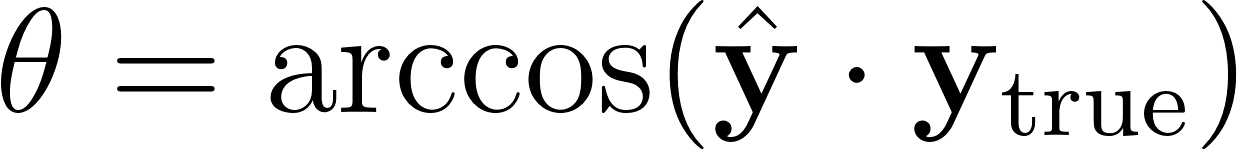 θ = arccos(ŷ · y_true)